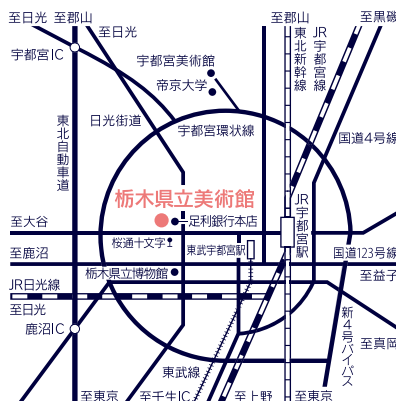 至日光
至郡山
至日光
至郡山
至黒磯
宇都宮IC
宇都宮美術館
帝京大学
東北新幹線
JR宇都宮線
東北自動車道
日光街道
宇都宮環状線
国道4号線
栃木県立美術館
足利銀行本店
JR宇都宮駅
至大谷
桜通十文字
東武宇都宮駅
至鹿沼
国道123号線
栃木県立博物館
至益子
JR日光線
至日光
鹿沼IC
新4号バイパス
至真岡
東武線
至東京
至壬生IC
至上野
至東京